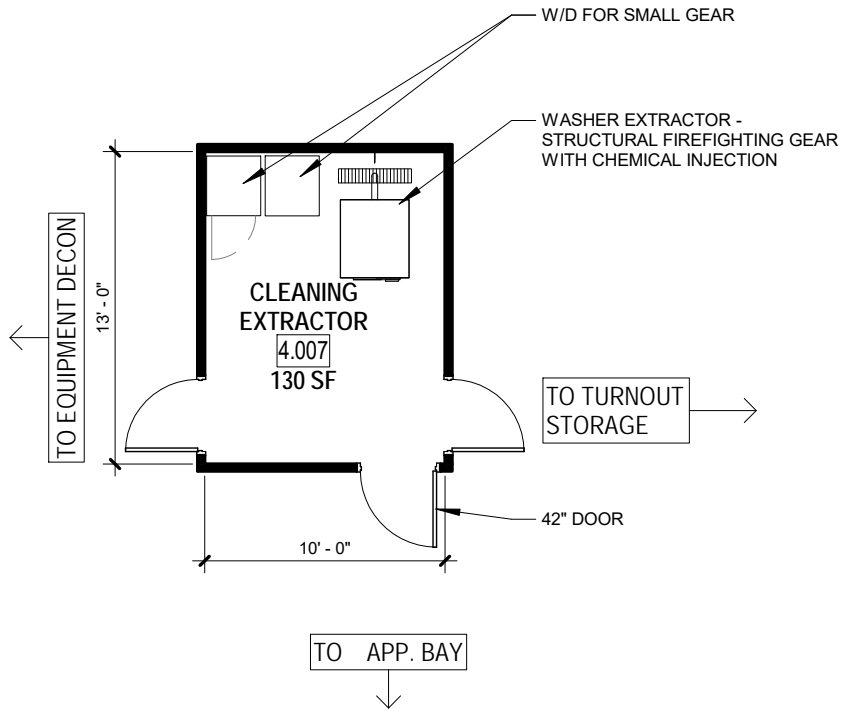 W/D FOR SMALL GEAR
WASHER EXTRACTOR -
STRUCTURAL FIREFIGHTING GEAR
WITH CHEMICAL INJECTION
TO EQUIPMENT DECON
13' - 0"
CLEANING
EXTRACTOR
4.007
130 SF
TO TURNOUT
STORAGE
42" DOOR
10' - 0"
TO APP. BAY